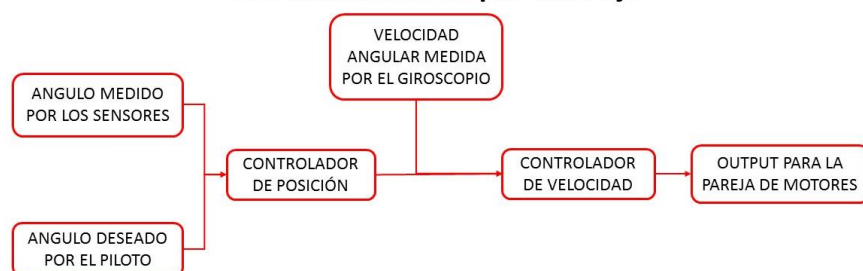 VELOCIDAD
ANGULAR MEDIDA
POR EL GIROSCOPIO
ANGULO MEDIDO
POR LOS SENSORES
CONTROLADOR
DE POSICIÓN
CONTROLADOR
DE VELOCIDAD
OUTPUT PARA LA
PAREJA DE MOTORES
ANGULO DESEADO
POR EL PILOTO